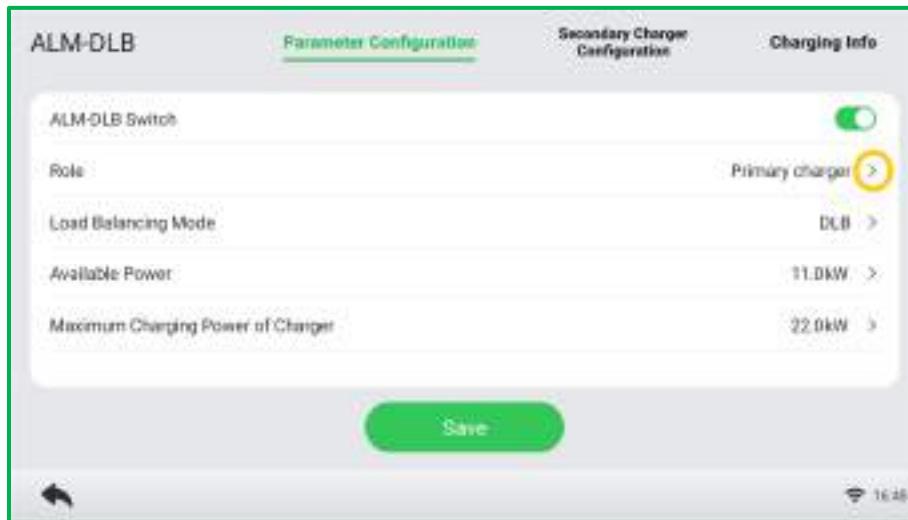 ALM-DLB
Parameter Configuration
Secondary Charger
Configuration
Charging Info
ALM-DLB Switch
Role
Primary charger >
Load Balancing Mode
DLB >
Available Power
11.0kW >
Maximum Charging Power of Charger
22.0kW >
Save
16:48